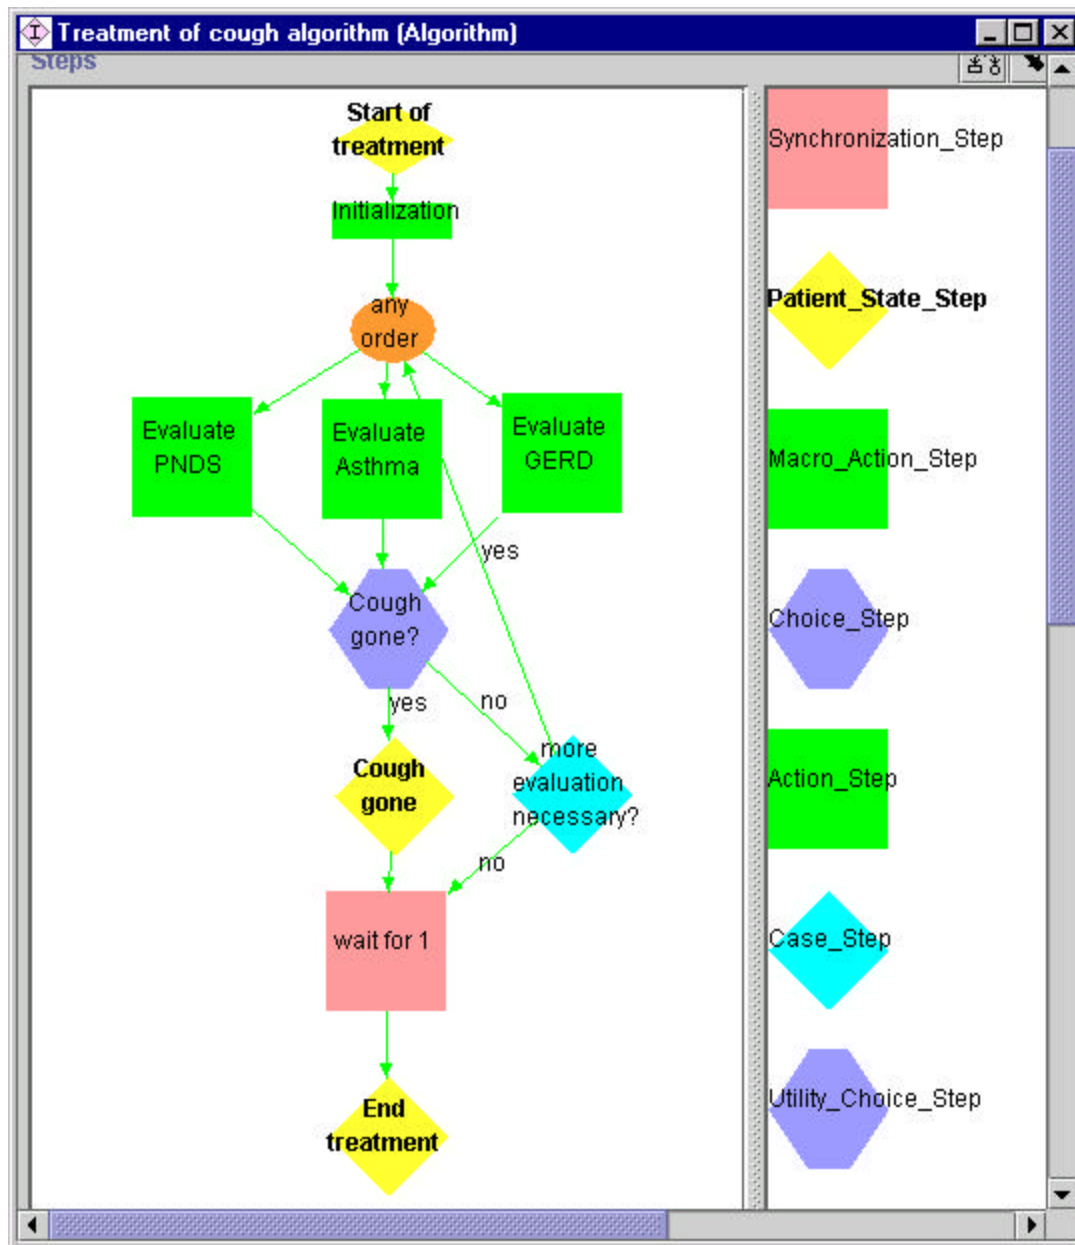 Treatment of cough algorithm (Algorithm)
Steps
Start of
treatment
Initialization
any
order
Evaluate
PNDS
Evaluate
Asthma
Evaluate
GERD
yes
Cough
gone?
yes
no
Cough
gone
more
evaluation
necessary?
no
wait for 1
End
treatment
Synchronization_Step
Patient_State_Step
Macro_Action_Step
Choice_Step
Action_Step
Case_Step
Utility_Choice_Step